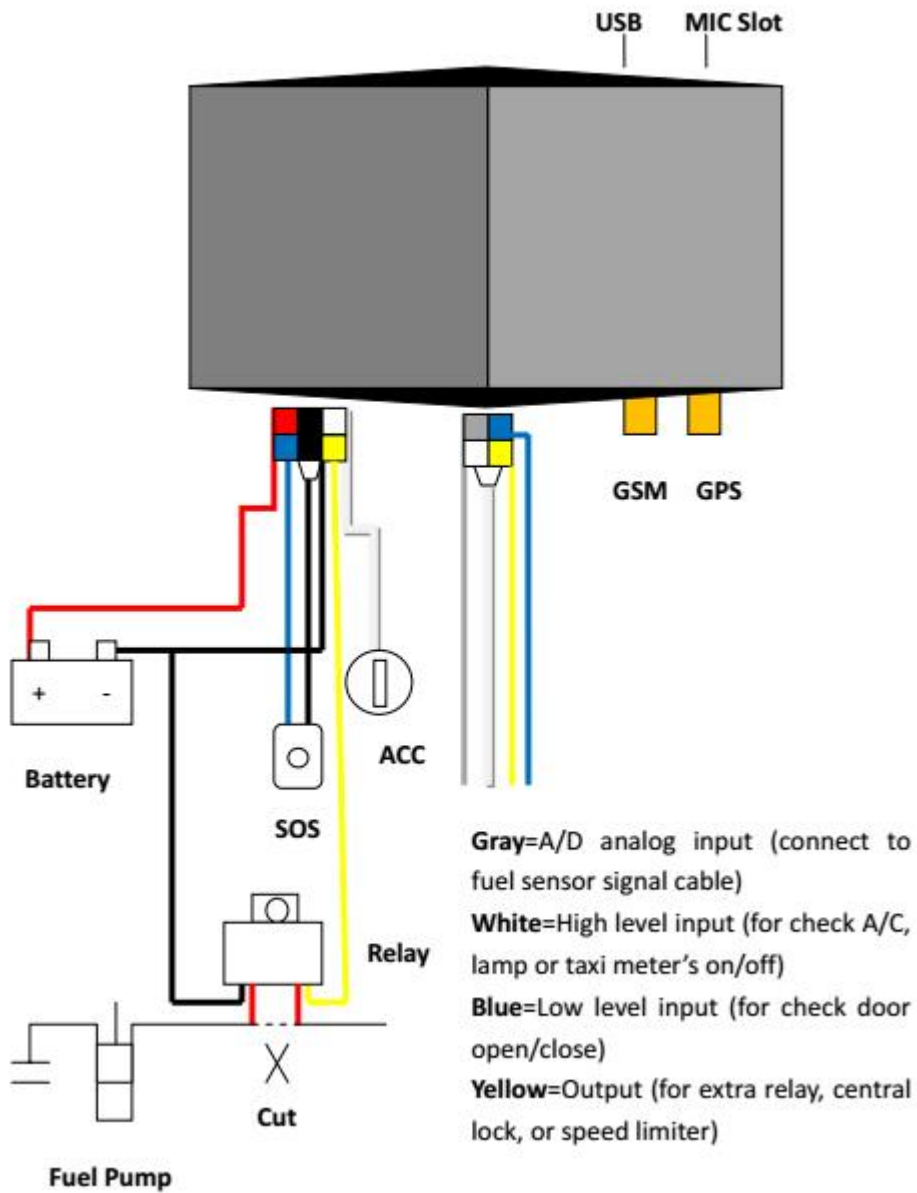 USB MIC Slot
GSM GPS
+ -
ACC
Battery
SOS
Gray=A/D analog input (connect to
fuel sensor signal cable)
White=High level input (for check A/C,
lamp or taxi meter's on/off)
Blue=Low level input (for check door
open/close)
Yellow=Output (for extra relay, central
lock, or speed limiter)
Relay
Cut
Fuel Pump